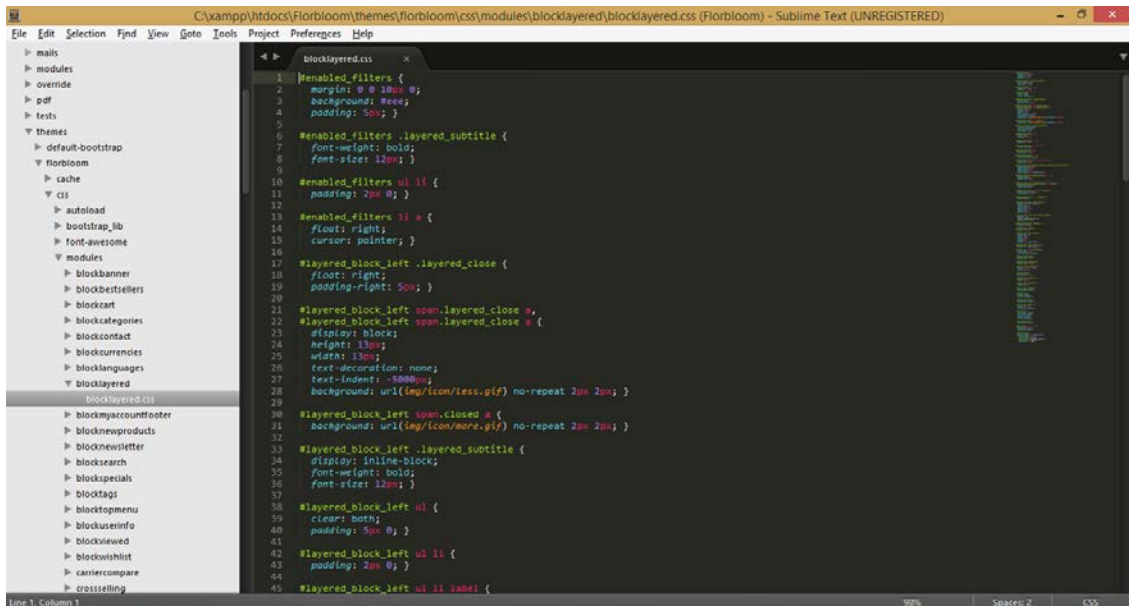 C:\xampp\htdocs\Florbloom\themes\florbloom\css\modules\blocklayered\blocklayered.css (Florbloom) - Sublime Text (UNREGISTERED)
File Edit Selection Find View Goto Tools Project Preferences Help
mails
modules
override
pdf
tests
themes
default-bootstrap
florbloom
cache
css
autoload
bootstrap_lib
font-awesome
modules
blockbanner
blockbestsellers
blockcart
blockcategories
blockcontact
blockcurrencies
blocklanguages
blocklayered
blocklayered.css
blockmyaccountfooter
blocknewproducts
blocknewsletter
blocksearch
blockspecials
blocktags
blocktopmenu
blockuserinfo
blockviewed
blockwishlist
carriercompare
crossselling
blocklayered.css ×
1 #enabled_filters {
2 margin: 0 0 10px 0;
3 background: #eee;
4 padding: 5px; }
5
6 #enabled_filters .layered_subtitle {
7 font-weight: bold;
8 font-size: 12px; }
9
10 #enabled_filters ul li {
11 padding: 2px 0; }
12
13 #enabled_filters li a {
14 float: right;
15 cursor: pointer; }
16
17 #layered_block_left .layered_close {
18 float: right;
19 padding-right: 5px; }
20
21 #layered_block_left span.layered_close a,
22 #layered_block_left span.layered_close a {
23 display: block;
24 height: 13px;
25 width: 13px;
26 text-decoration: none;
27 text-indent: -5000px;
28 background: url(img/icon/less.gif) no-repeat 2px 2px; }
29
30 #layered_block_left span.closed a {
31 background: url(img/icon/more.gif) no-repeat 2px 2px; }
32
33 #layered_block_left .layered_subtitle {
34 display: inline-block;
35 font-weight: bold;
36 font-size: 12px; }
37
38 #layered_block_left ul {
39 clear: both;
40 padding: 5px 0; }
41
42 #layered_block_left ul li {
43 padding: 2px 0; }
44
45 #layered_block_left ul li label {
Line 1, Column 1
98% Spaces: 2 CSS